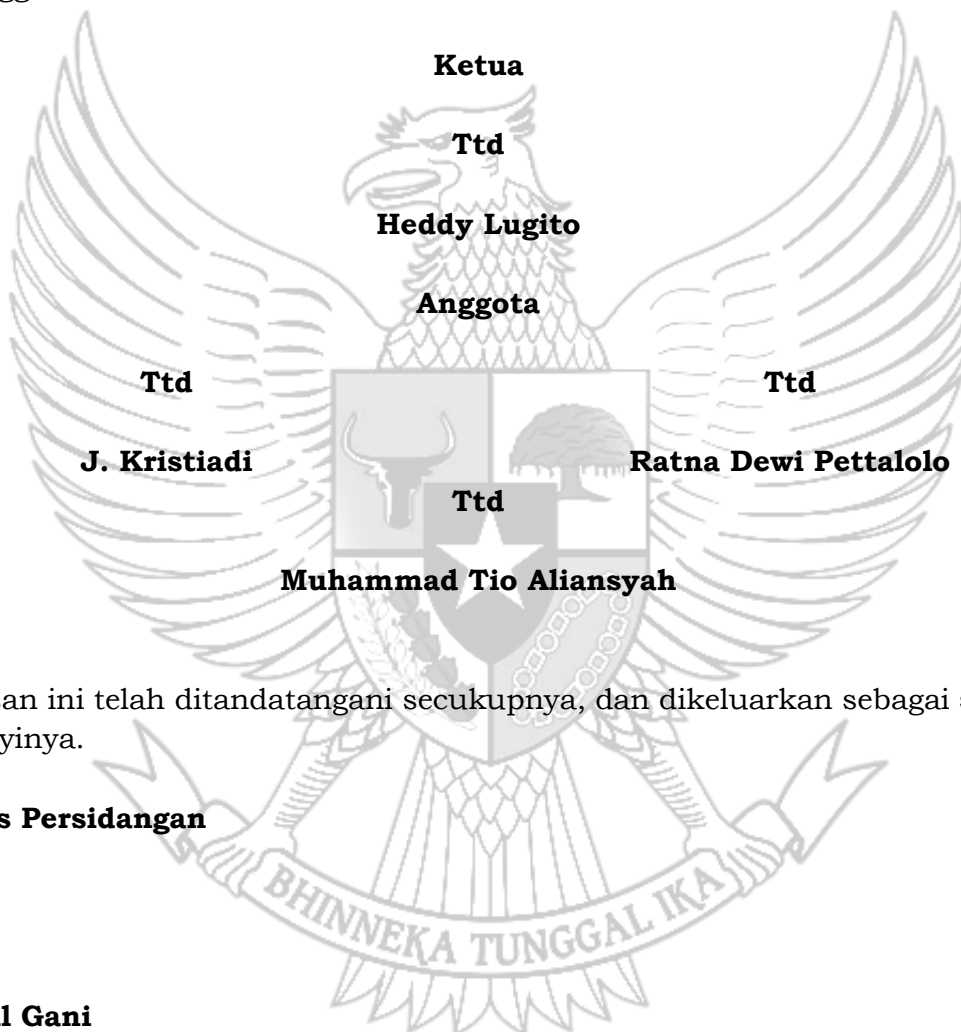 Ketua
Ttd
Heddy Lugito
Anggota
Ttd Ttd
J. Kristiadi Ratna Dewi Pettalolo
Ttd
Muhammad Tio Aliansyah
an ini telah ditandatangani secukupnya, dan dikeluarkan sebagai
yinya.
s Persidangan
BHINNEKA TUNGGAL IKA
l Gani